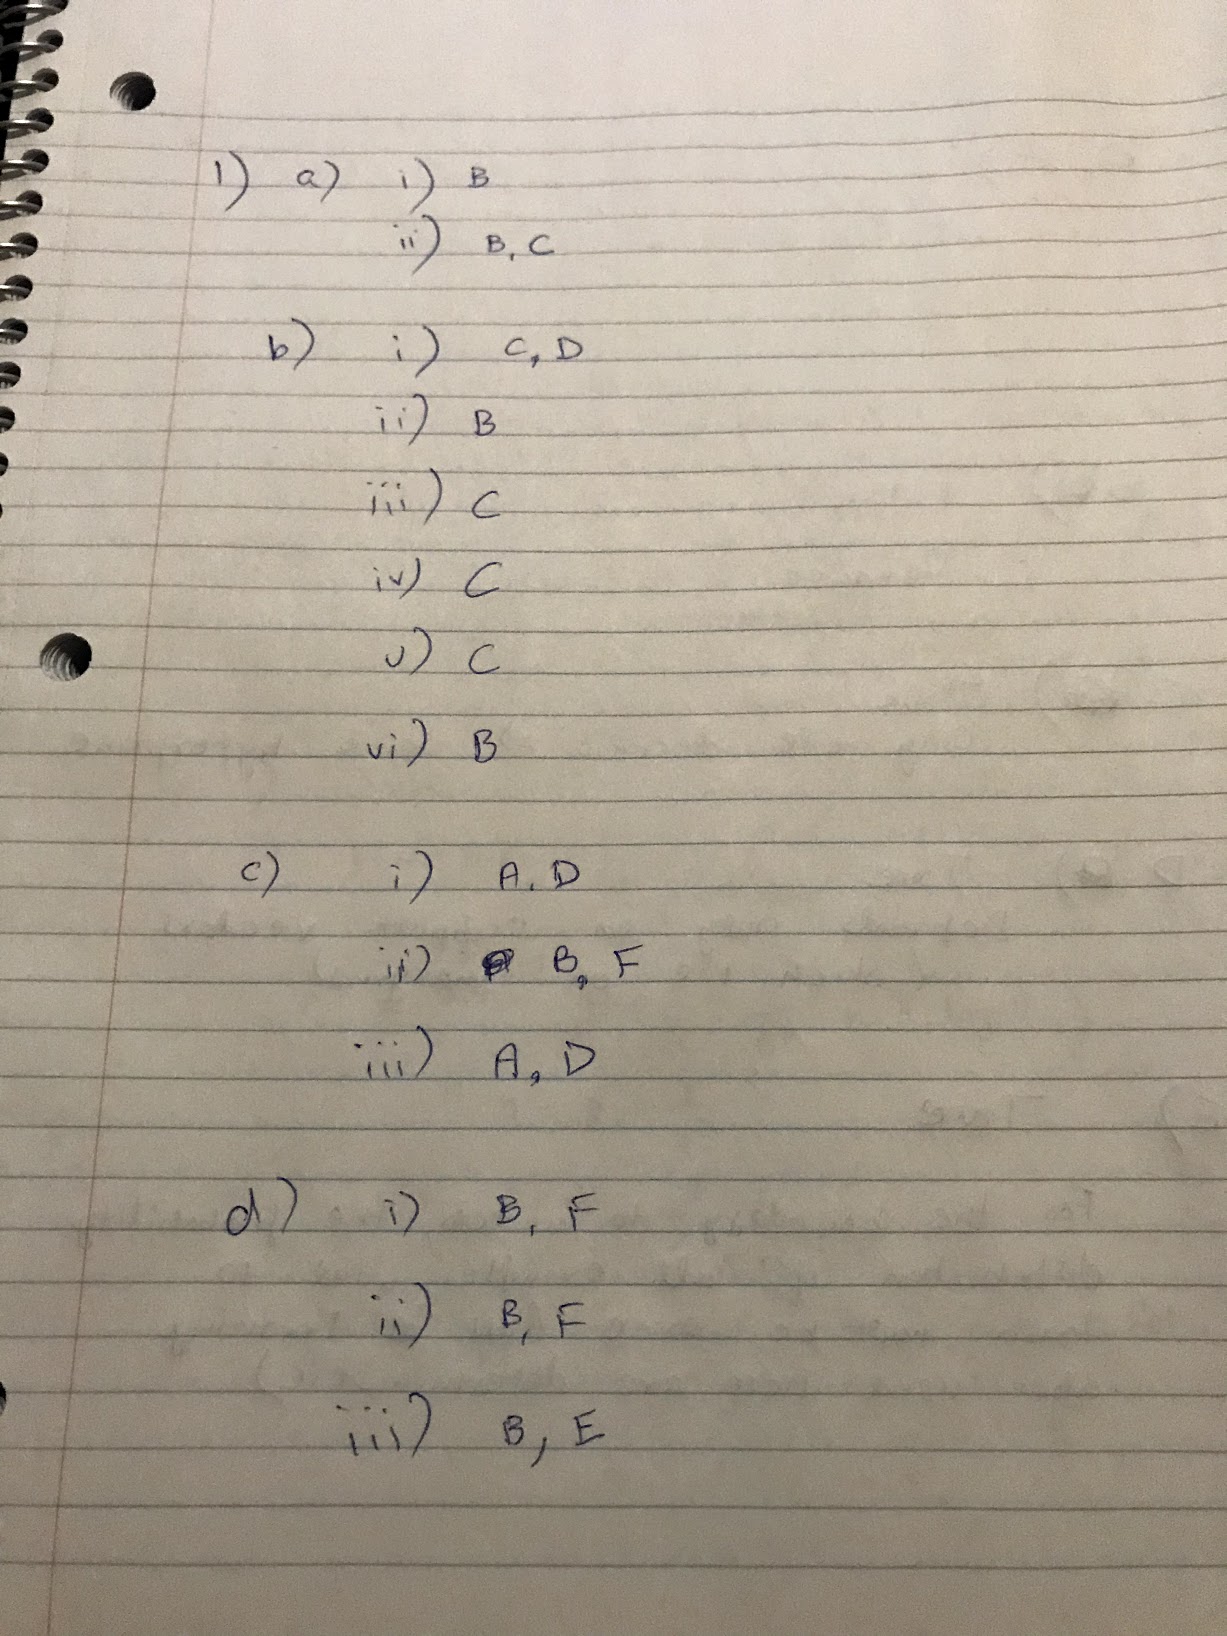 1) a) i) B
ii) B, C
b) i) C, D
ii) B
iii) C
iv) C
v) C
vi) B
c) i) A, D
ii) B, F
iii) A, D
d) i) B, F
ii) B, F
iii) B, E